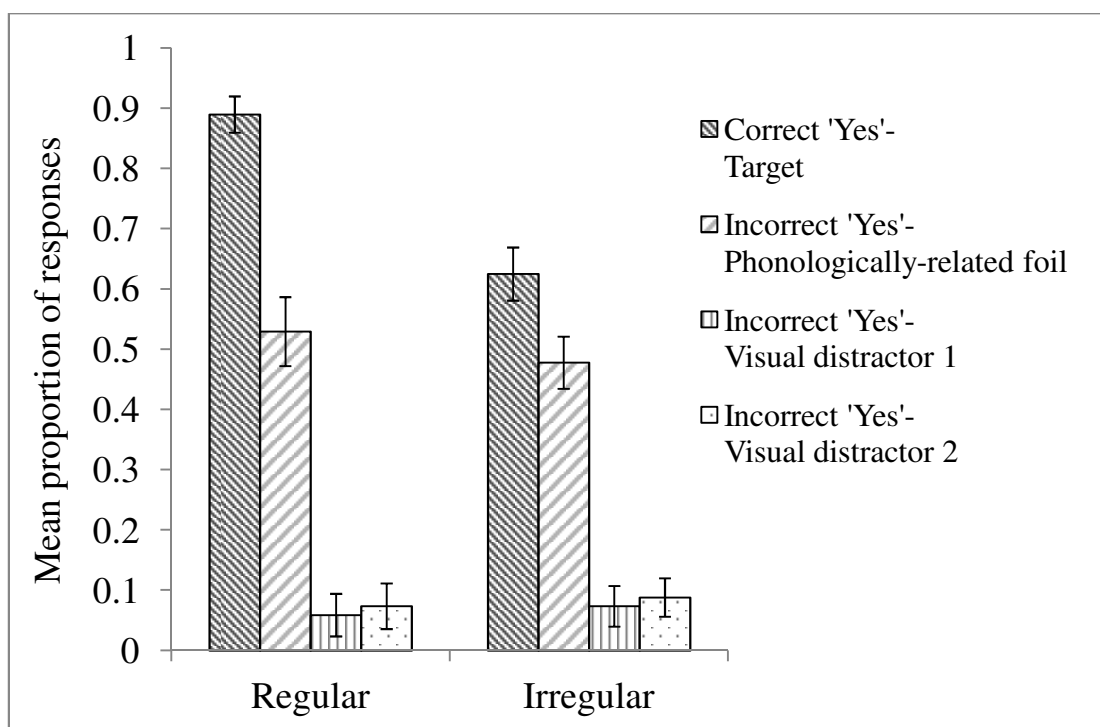 Mean proportion of responses
1
0.9
0.8
0.7
0.6
0.5
0.4
0.3
0.2
0.1
0
Regular
Irregular
Correct 'Yes'-
Target
Incorrect 'Yes'-
Phonologically-related foil
Incorrect 'Yes'-
Visual distractor 1
Incorrect 'Yes'-
Visual distractor 2